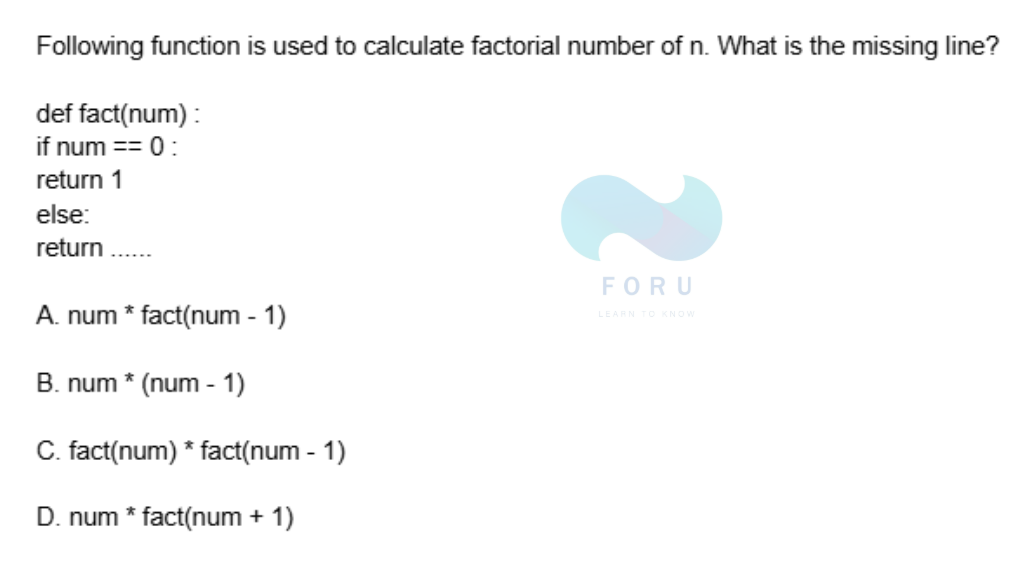 Following function is used to calculate factorial number of n. What is the missing line?
def fact(num) :
if num == 0 :
return 1
else:
return ......
A. num * fact(num - 1)
B. num * (num - 1)
C. fact(num) * fact(num - 1)
D. num * fact(num + 1)
FORU
LEARN TO KNOW